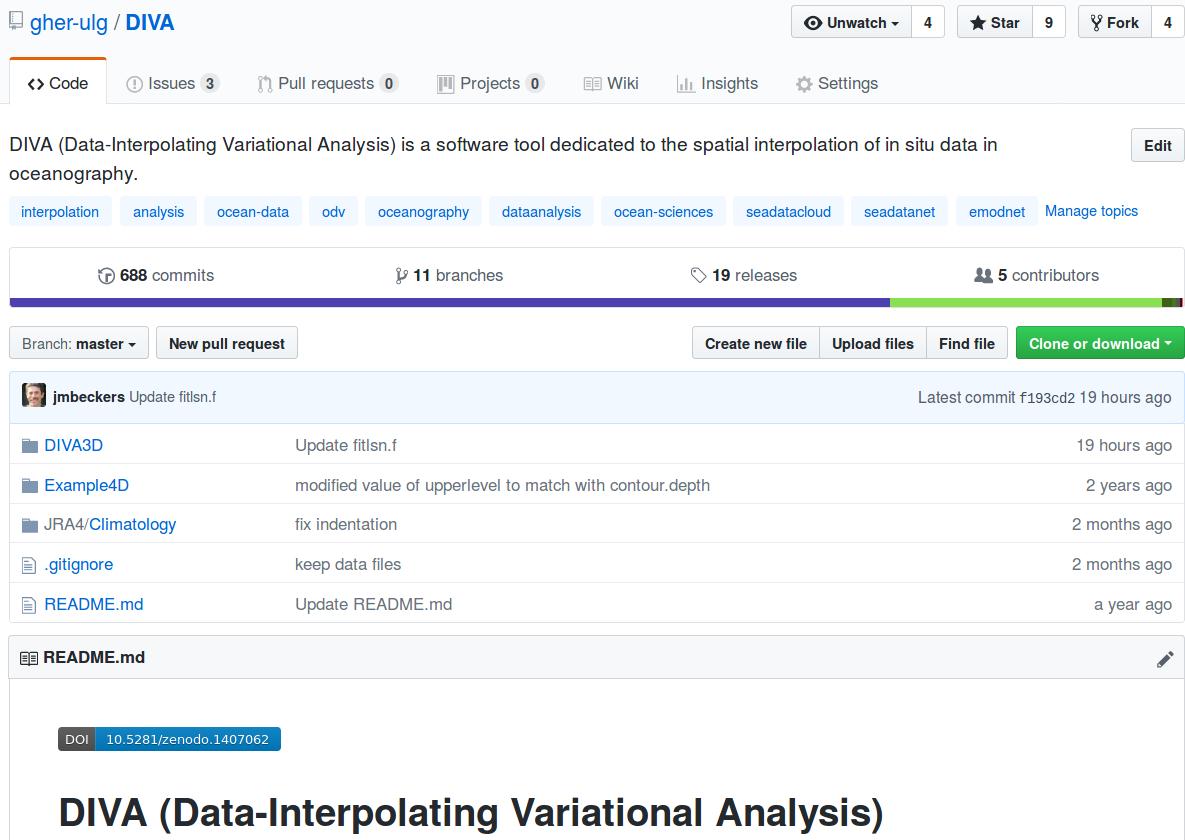 gher-ulg / DIVA
Unwatch 4 Star 9 Fork 4
Code Issues 3 Pull requests 0 Projects 0 Wiki Insights Settings
DIVA (Data-Interpolating Variational Analysis) is a software tool dedicated to the spatial interpolation of in situ data in
oceanography.
Edit
interpolation analysis ocean-data odv oceanography dataanalysis ocean-sciences seadatacloud seadatanet emodnet Manage topics
688 commits 11 branches 19 releases 5 contributors
Branch: master New pull request Create new file Upload files Find file Clone or download
jmbeckers Update fitlsn.f Latest commit f193cd2 19 hours ago
DIVA3D Update fitlsn.f 19 hours ago
Example4D modified value of upperlevel to match with contour.depth 2 years ago
JRA4/Climatology fix indentation 2 months ago
.gitignore keep data files 2 months ago
README.md Update README.md a year ago
README.md
DOI 10.5281/zenodo.1407062
DIVA (Data-Interpolating Variational Analysis)